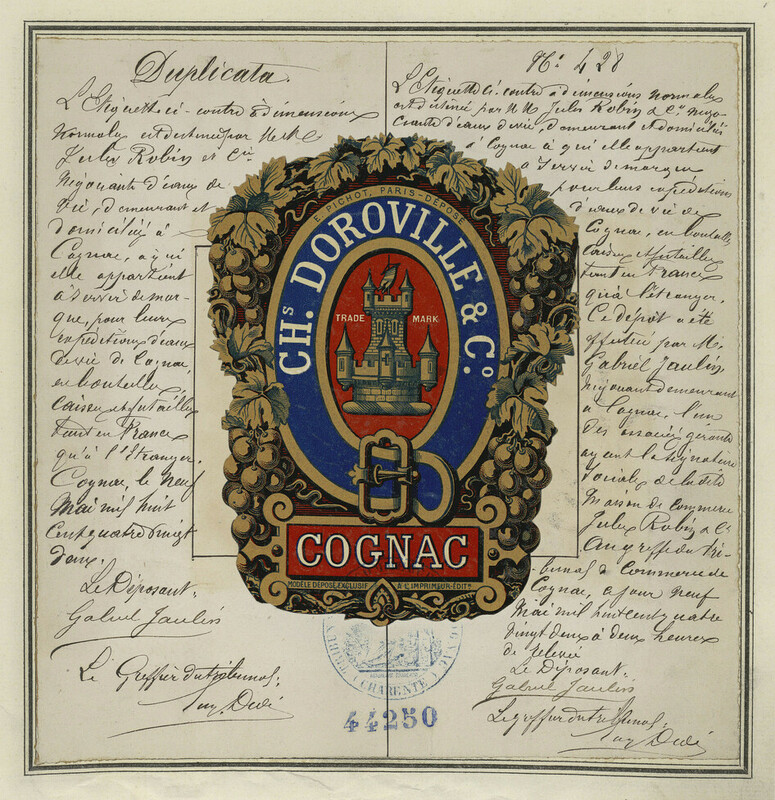 Duplicata.
L'Etiquette ci-contre & dimensions
normales est destinée par M.M.
Jules Robin et Cie
Négociants d'eaux de
vie, demeurant et
domiciliés à
Cognac, à qui
elle appartient
à servir de mar-
que, pour leurs
expéditions d'eaux
de vie de Cognac,
en bouteilles,
caisses et futailles
tant en France
qu'à l'Etranger.
Cognac, le neuf
Mai mil huit
cent quatre vingt
deux.
Le Déposant.
Gabriel Jaulin
Le Greffier du tribunal.
N° 428
L'Etiquette ci-contre à dimensions normales
est destinée par M.M. Jules Robin & Cie négo-
ciants d'eaux de vie, demeurant et domiciliés
à Cognac à qui elle appartient
à servir de marque
pour leurs expéditions
d'eaux de vie de
Cognac, en bouteilles
caisses et futailles
tant en France
qu'à l'étranger.
Ce dépôt a été
effectué par M.
Gabriel Jaulin,
négociant demeurant
à Cognac, l'un
des associés gérants
ayant la signature
sociale de la dite
maison de commerce
Jules Robin & Cie
au greffe du tri-
bunal de commerce de
Cognac, ce jour neuf
Mai mil huit cent quatre
vingt deux à deux heures
de relevée
Le Déposant.
Gabriel Jaulin
Le greffier du tribunal.
E PICHOT, PARIS-DÉPOSÉ
CHS. DOROVILLE & CO
TRADE MARK
COGNAC
MODÈLE DÉPOSÉ EXCLUSIF À L'IMPRIMEUR-EDITR
CHARENTE
44250